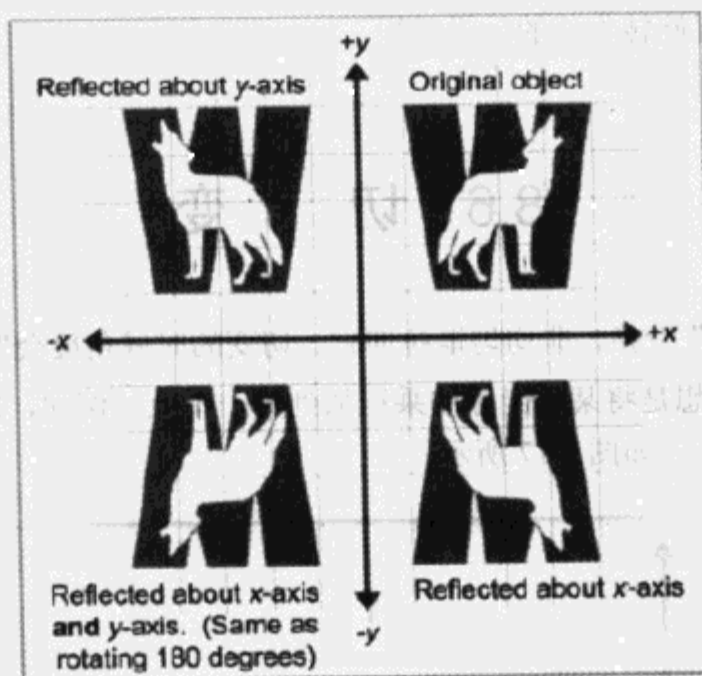 +y
Reflected about y-axis
Original object
-x
+x
Reflected about x-axis
and y-axis. (Same as
rotating 180 degrees)
Reflected about x-axis
-y